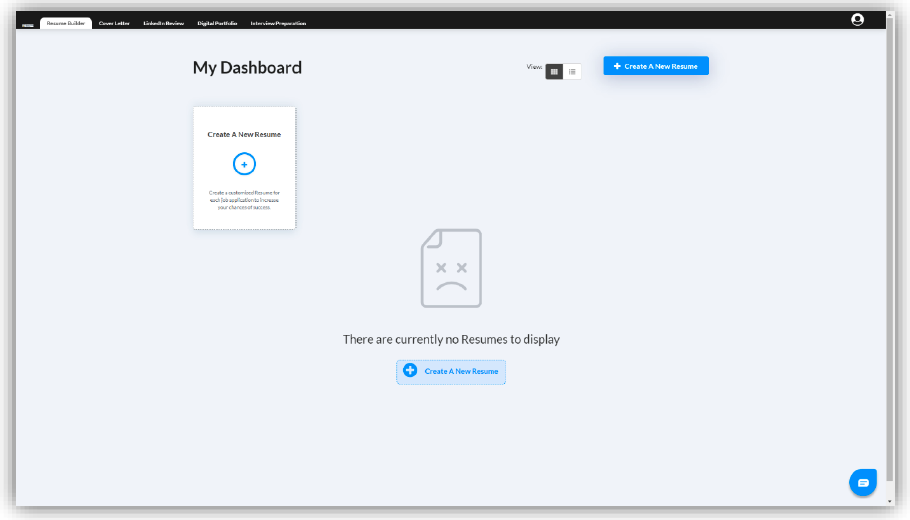 Resume Builder
Cover Letter
LinkedIn Review
Digital Portfolio
Interview Preparation
My Dashboard
View:
Create A New Resume
Create A New Resume
Create a customized Resume for
each job application to increase
your chances of success.
There are currently no Resumes to display
Create A New Resume